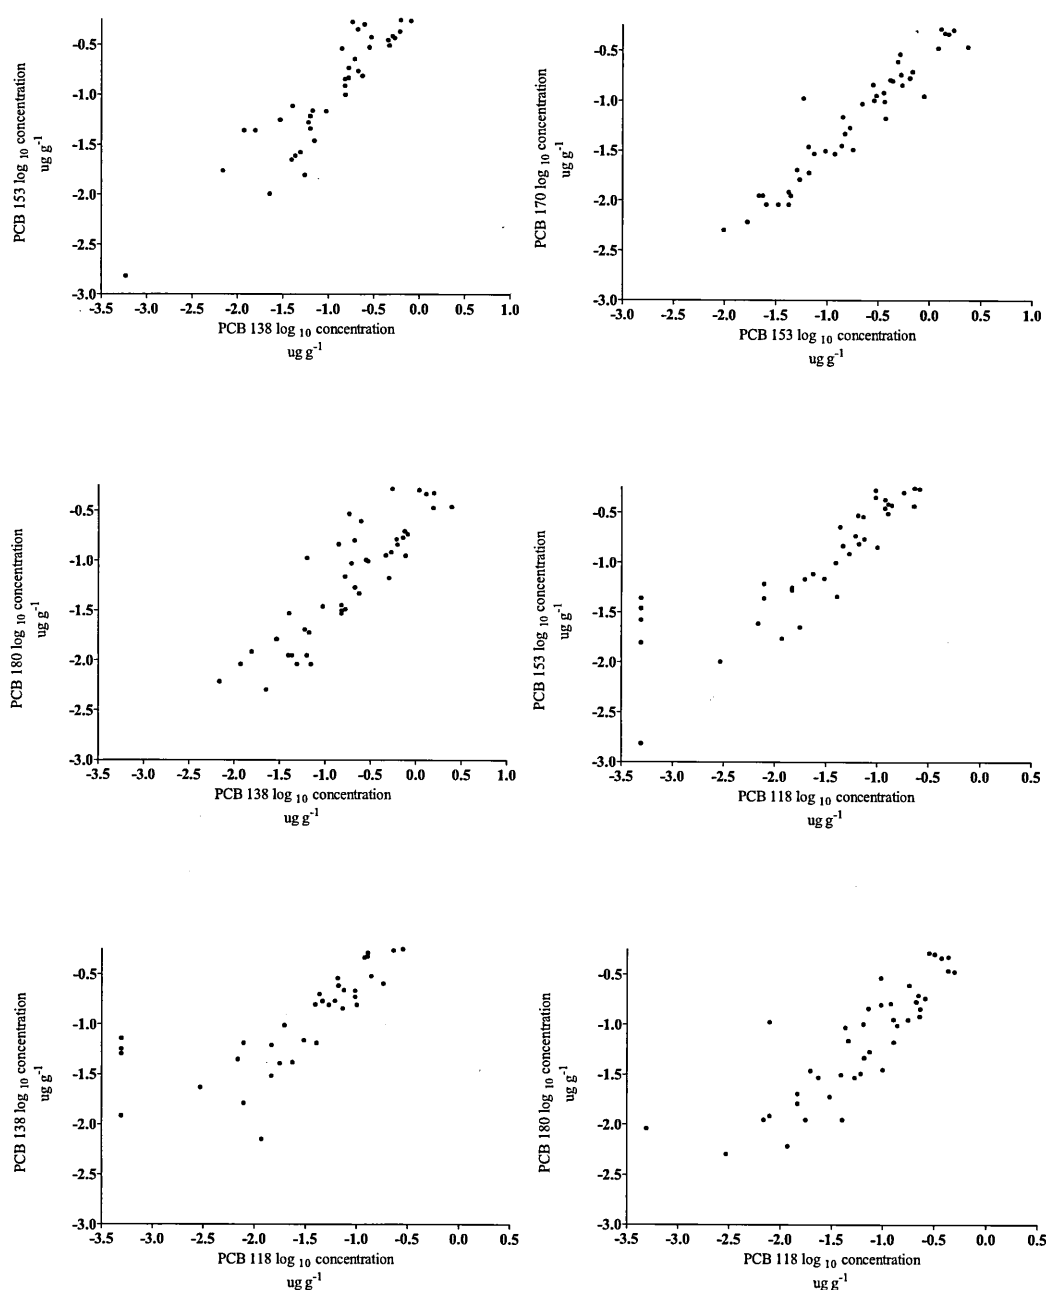 PCB 153 log 10 concentration
ug g-1
-0.5
-1.0
-1.5
-2.0
-2.5
-3.0
-3.5 -3.0 -2.5 -2.0 -1.5 -1.0 -0.5 0.0 0.5 1.0
PCB 138 log 10 concentration
ug g-1
PCB 170 log 10 concentration
ug g-1
-0.5
-1.0
-1.5
-2.0
-2.5
-3.0
-3.0 -2.5 -2.0 -1.5 -1.0 -0.5 0.0 0.5 1.0
PCB 153 log 10 concentration
ug g-1
PCB 180 log 10 concentration
ug g-1
-0.5
-1.0
-1.5
-2.0
-2.5
-3.0
-3.5 -3.0 -2.5 -2.0 -1.5 -1.0 -0.5 0.0 0.5 1.0
PCB 138 log 10 concentration
ug g-1
PCB 153 log 10 concentration
ug g-1
-0.5
-1.0
-1.5
-2.0
-2.5
-3.0
-3.5 -3.0 -2.5 -2.0 -1.5 -1.0 -0.5 0.0 0.5
PCB 118 log 10 concentration
ug g-1
PCB 138 log 10 concentration
ug g-1
-0.5
-1.0
-1.5
-2.0
-2.5
-3.0
-3.5 -3.0 -2.5 -2.0 -1.5 -1.0 -0.5 0.0 0.5
PCB 118 log 10 concentration
ug g-1
PCB 180 log 10 concentration
ug g-1
-0.5
-1.0
-1.5
-2.0
-2.5
-3.0
-3.5 -3.0 -2.5 -2.0 -1.5 -1.0 -0.5 0.0 0.5
PCB 118 log 10 concentration
ug g-1